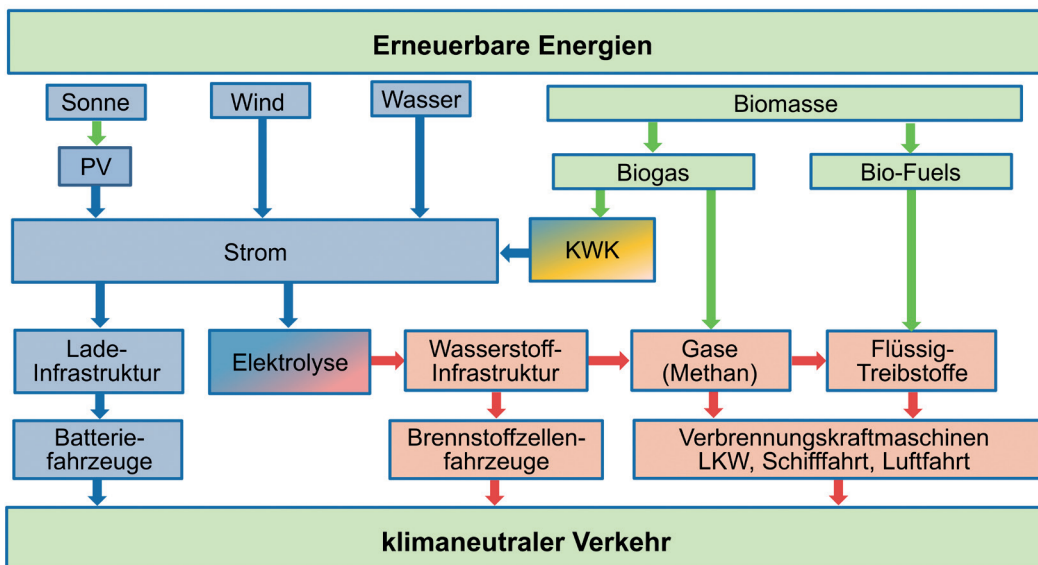 Erneuerbare Energien
Sonne
Wind
Wasser
Biomasse
PV
Biogas
Bio-Fuels
Strom
KWK
Lade-
Infrastruktur
Elektrolyse
Wasserstoff-
Infrastruktur
Gase
(Methan)
Flüssig-
Treibstoffe
Batterie-
fahrzeuge
Brennstoffzellen-
fahrzeuge
Verbrennungskraftmaschinen
LKW, Schifffahrt, Luftfahrt
klimaneutraler Verkehr